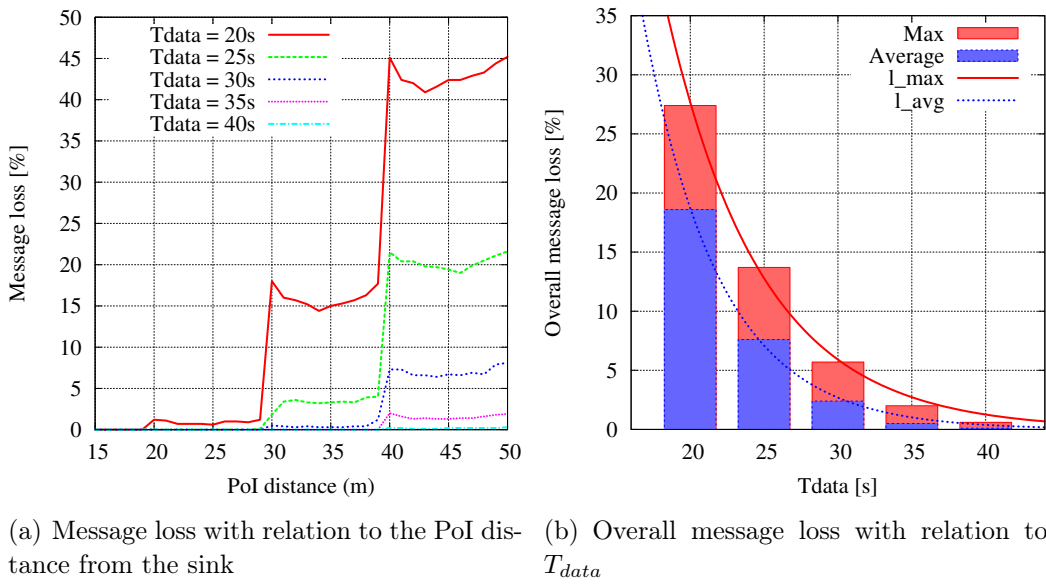 50
45
40
35
30
25
20
15
10
5
0
Message loss [%]
Tdata = 20s
Tdata = 25s
Tdata = 30s
Tdata = 35s
Tdata = 40s
15 20 25 30 35 40 45 50
PoI distance (m)
(a) Message loss with relation to the PoI dis-
tance from the sink
35
30
25
20
15
10
5
0
Overall message loss [%]
Max
Average
l_max
l_avg
20 25 30 35 40
Tdata [s]
(b) Overall message loss with relation to
T_data